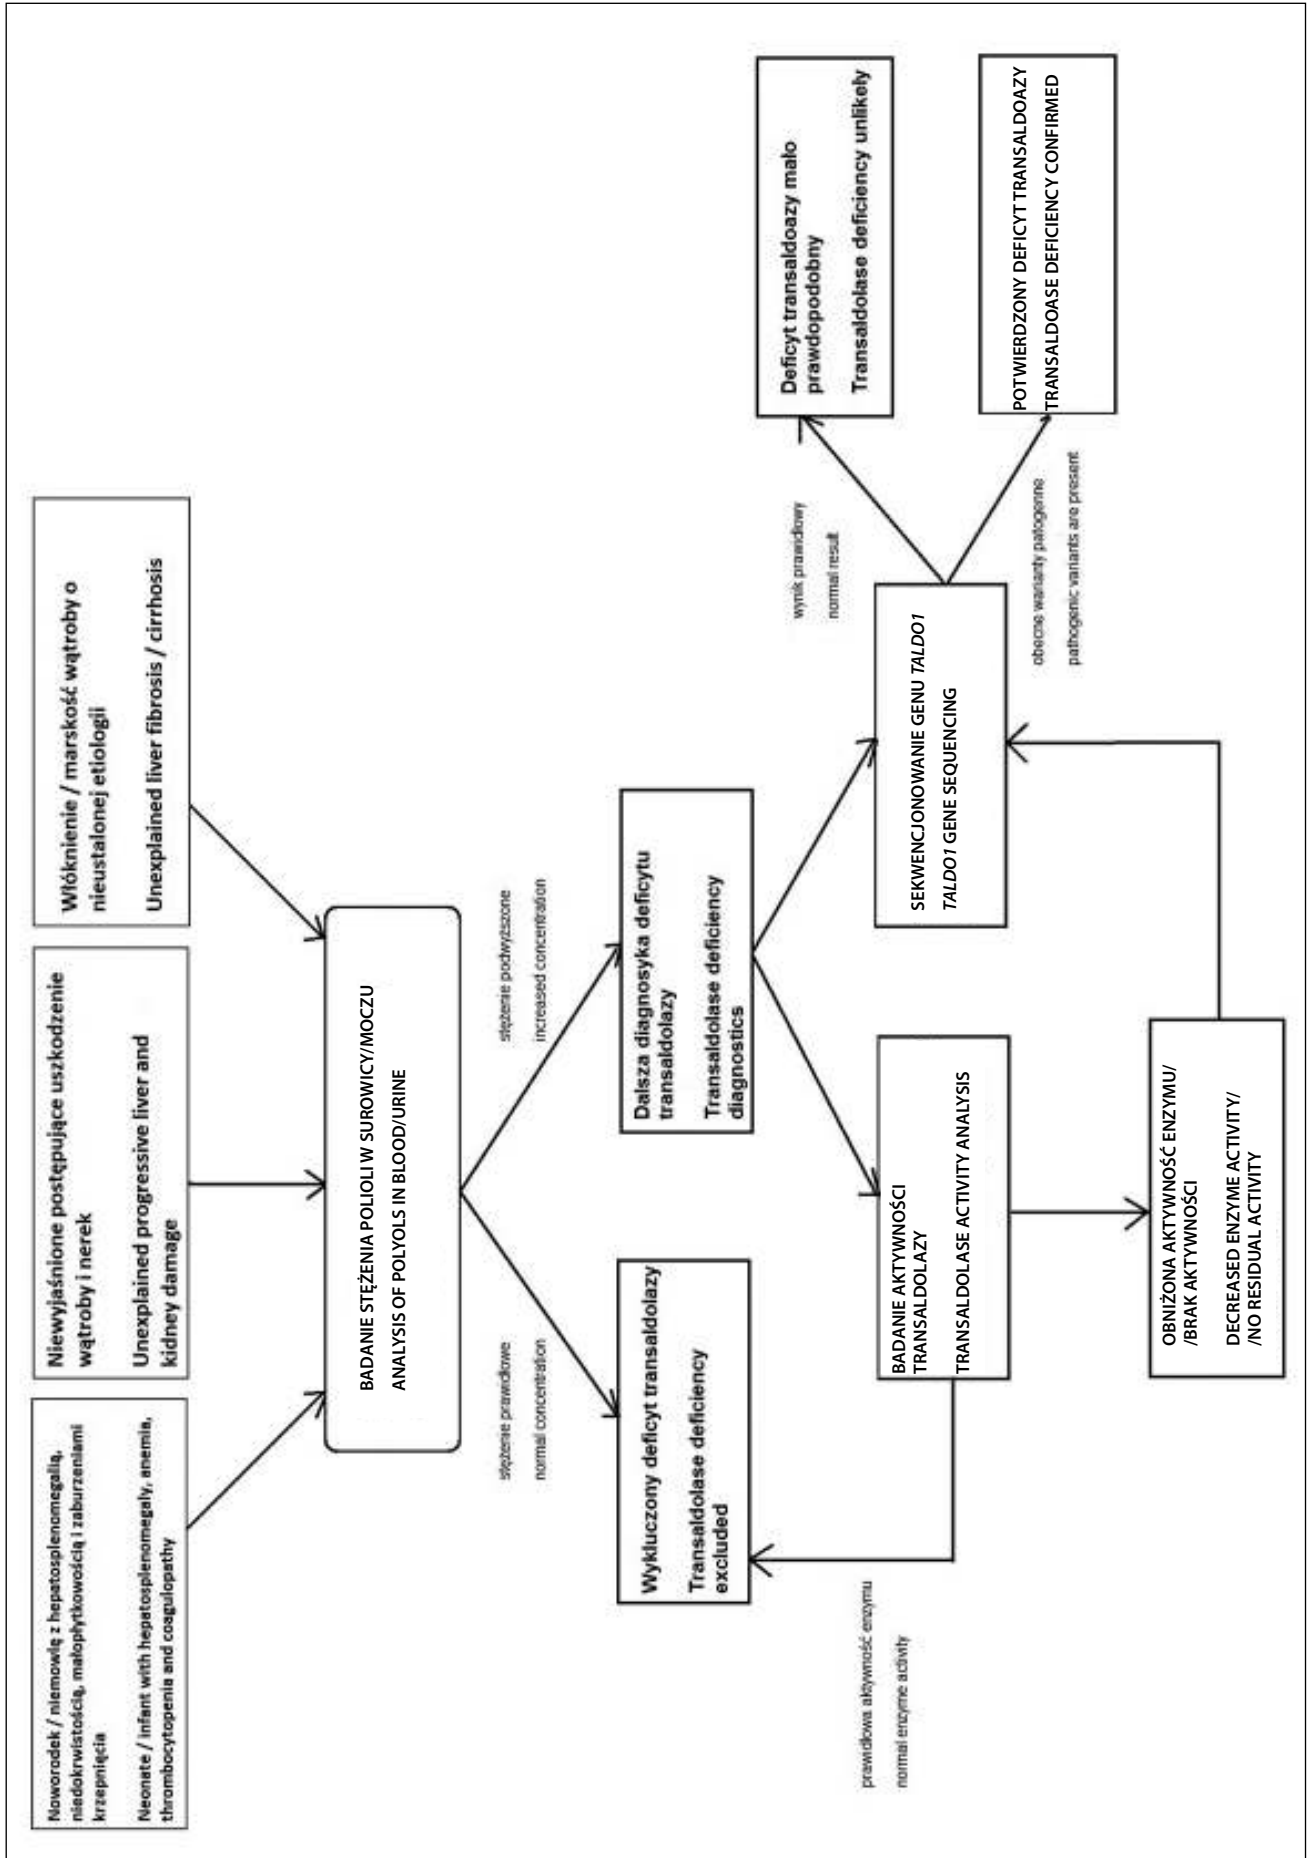 Noworodek / niemowlę z hepatosplenomegalią,
niedokrwistością, małopłytkowością i zaburzeniami
krzepnięcia
Neonate / infant with hepatosplenomegaly, anemia,
thrombocytopenia and coagulopathy
Niewyjaśnione postępujące uszkodzenie
wątroby i nerek
Unexplained progressive liver and
kidney damage
Włóknienie / marskość wątroby o
nieustalonej etiologii
Unexplained liver fibrosis / cirrhosis
BADANIE STĘŻENIA POLIOLI W SUROWICY/MOCZU
ANALYSIS OF POLYOLS IN BLOOD/URINE
stężenie prawidłowe
normal concentration
stężenie podwyższone
increased concentration
Wykluczony deficyt transaldolazy
Transaldolase deficiency
excluded
Dalsza diagnosyka deficytu
transaldolazy
Transaldolase deficiency
diagnostics
prawidłowa aktywność enzymu
normal enzyme activity
BADANIE AKTYWNOŚCI
TRANSALDOLAZY
TRANSALDOLASE ACTIVITY ANALYSIS
SEKWENCJONOWANIE GENU TALDO1
TALDO1 GENE SEQUENCING
wynik prawidłowy
normal result
Deficyt transaldoazy mało
prawdopodobny
Transaldolase deficiency unlikely
obecne warianty patogenne
pathogenic variants are present
POTWIERDZONY DEFICYT TRANSALDOAZY
TRANSALDOASE DEFICIENCY CONFIRMED
OBNIŻONA AKTYWNOŚĆ ENZYMU/
/BRAK AKTYWNOŚCI
DECREASED ENZYME ACTIVITY/
/NO RESIDUAL ACTIVITY